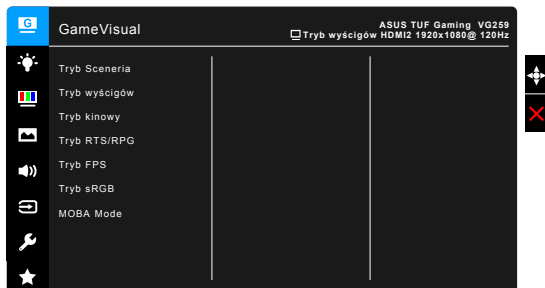 G
GameVisual
ASUS TUF Gaming VG259
Tryb wyścigów HDMI2 1920x1080@ 120Hz
Tryb Sceneria
Tryb wyścigów
Tryb kinowy
Tryb RTS/RPG
Tryb FPS
Tryb sRGB
MOBA Mode